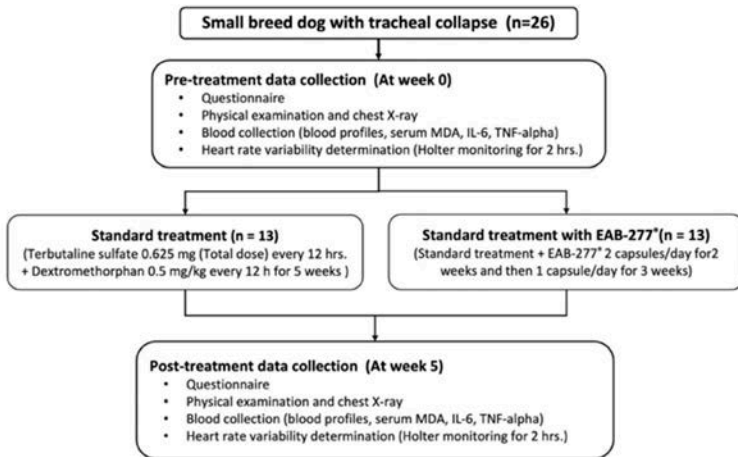 Small breed dog with tracheal collapse (n=26)
Pre-treatment data collection (At week 0)
• Questionnaire
• Physical examination and chest X-ray
• Blood collection (blood profiles, serum MDA, IL-6, TNF-alpha)
• Heart rate variability determination (Holter monitoring for 2 hrs.)
Standard treatment (n = 13)
(Terbutaline sulfate 0.625 mg (Total dose) every 12 hrs.
+ Dextromethorphan 0.5 mg/kg every 12 h for 5 weeks )
Standard treatment with EAB-277*(n = 13)
(Standard treatment + EAB-277* 2 capsules/day for2
weeks and then 1 capsule/day for 3 weeks)
Post-treatment data collection (At week 5)
• Questionnaire
• Physical examination and chest X-ray
• Blood collection (blood profiles, serum MDA, IL-6, TNF-alpha)
• Heart rate variability determination (Holter monitoring for 2 hrs.)